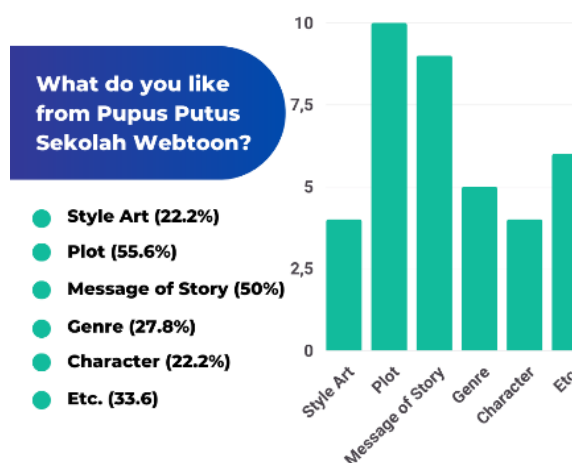 What do you like
from Pupus Putus
Sekolah Webtoon?
Style Art (22.2%)
Plot (55.6%)
Message of Story (50%)
Genre (27.8%)
Character (22.2%)
Etc. (33.6)
10
7,5
5
2,5
0
Style Art
Plot
Message of Story
Genre
Character
Etc